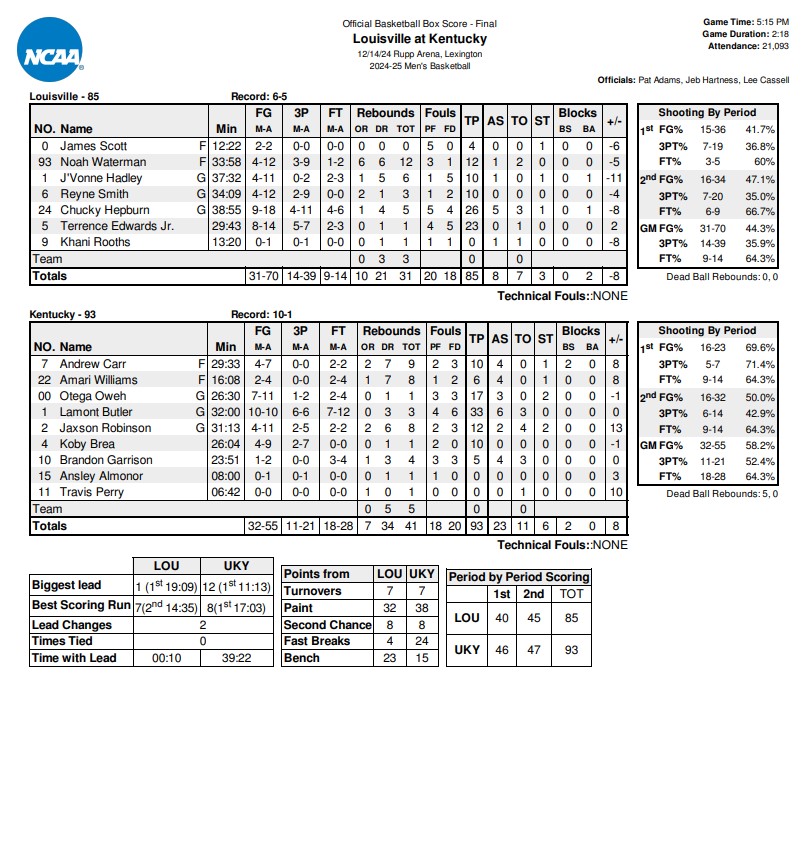 NCAA
Official Basketball Box Score - Final
Louisville at Kentucky
12/14/24 Rupp Arena, Lexington
2024-25 Men's Basketball
Game Time: 5:15 PM
Game Duration: 2:18
Attendance: 21,093
Officials: Pat Adams, Jeb Hartness, Lee Cassell
Louisville - 85 Record: 6-5
FG 3P FT Rebounds Fouls TP AS TO ST Blocks +/-
NO. Name Min M-A M-A M-A OR DR TOT PF FD BS BA
0 James Scott F 12:22 2-2 0-0 0-0 0 0 0 5 0 4 0 0 1 0 0 -6
93 Noah Waterman F 33:58 4-12 3-9 1-2 6 6 12 3 1 12 1 2 0 0 0 -5
1 J'Vonne Hadley G 37:32 4-11 0-2 2-3 1 5 6 1 5 10 1 0 1 0 1 -11
6 Reyne Smith G 34:09 4-12 2-9 0-0 2 1 3 1 2 10 0 0 0 0 0 -4
24 Chucky Hepburn G 38:55 9-18 4-11 4-6 1 4 5 5 4 26 5 3 1 0 1 -8
5 Terrence Edwards Jr. 29:43 8-14 5-7 2-3 0 1 1 4 5 23 0 1 0 0 0 2
9 Khani Rooths 13:20 0-1 0-1 0-0 0 1 1 1 1 0 1 1 0 0 0 -8
Team 0 3 3 0 0
Totals 31-70 14-39 9-14 10 21 31 20 18 85 8 7 3 0 2 -8
Technical Fouls::NONE
Shooting By Period
1st FG% 15-36 41.7%
3PT% 7-19 36.8%
FT% 3-5 60%
2nd FG% 16-34 47.1%
3PT% 7-20 35.0%
FT% 6-9 66.7%
GM FG% 31-70 44.3%
3PT% 14-39 35.9%
FT% 9-14 64.3%
Dead Ball Rebounds: 0, 0
Kentucky - 93 Record: 10-1
FG 3P FT Rebounds Fouls TP AS TO ST Blocks +/-
NO. Name Min M-A M-A M-A OR DR TOT PF FD BS BA
7 Andrew Carr F 29:33 4-7 0-0 2-2 2 7 9 2 3 10 4 0 1 2 0 8
22 Amari Williams F 16:08 2-4 0-0 2-2 1 7 8 1 2 6 4 0 1 0 0 8
00 Otega Oweh G 26:30 7-11 1-2 2-4 0 1 1 3 3 17 3 0 2 0 0 -1
1 Lamont Butler G 32:00 10-10 6-6 7-12 0 3 3 4 6 33 6 3 0 0 0 0
2 Jaxson Robinson G 31:13 4-11 2-5 2-2 2 6 8 2 3 12 2 4 2 0 0 13
4 Koby Brea 26:04 4-9 2-7 0-0 0 1 1 2 0 10 0 0 0 0 0 -1
10 Brandon Garrison 23:51 1-2 0-0 3-4 1 3 4 3 3 5 4 3 0 0 0 0
15 Ansley Almonor 08:00 0-1 0-1 0-0 0 1 1 1 0 0 0 0 0 0 0 3
11 Travis Perry 06:42 0-0 0-0 0-0 1 0 1 0 0 0 0 1 0 0 0 10
Team 0 5 5 0 0
Totals 32-55 11-21 18-28 7 34 41 18 20 93 23 11 6 2 0 8
Technical Fouls::NONE
Shooting By Period
1st FG% 16-23 69.6%
3PT% 5-7 71.4%
FT% 9-14 64.3%
2nd FG% 16-32 50.0%
3PT% 6-14 42.9%
FT% 9-14 64.3%
GM FG% 32-55 58.2%
3PT% 11-21 52.4%
FT% 18-28 64.3%
Dead Ball Rebounds: 5, 0
LOU UKY
Biggest lead 1 (1st 19:09) 12 (1st 11:13)
Best Scoring Run 7(2nd 14:35) 8(1st 17:03)
Lead Changes 2
Times Tied 0
Time with Lead 00:10 39:22
Points from LOU UKY
Turnovers 7 7
Paint 32 38
Second Chance 8 8
Fast Breaks 4 24
Bench 23 15
Period by Period Scoring
1st 2nd TOT
LOU 40 45 85
UKY 46 47 93